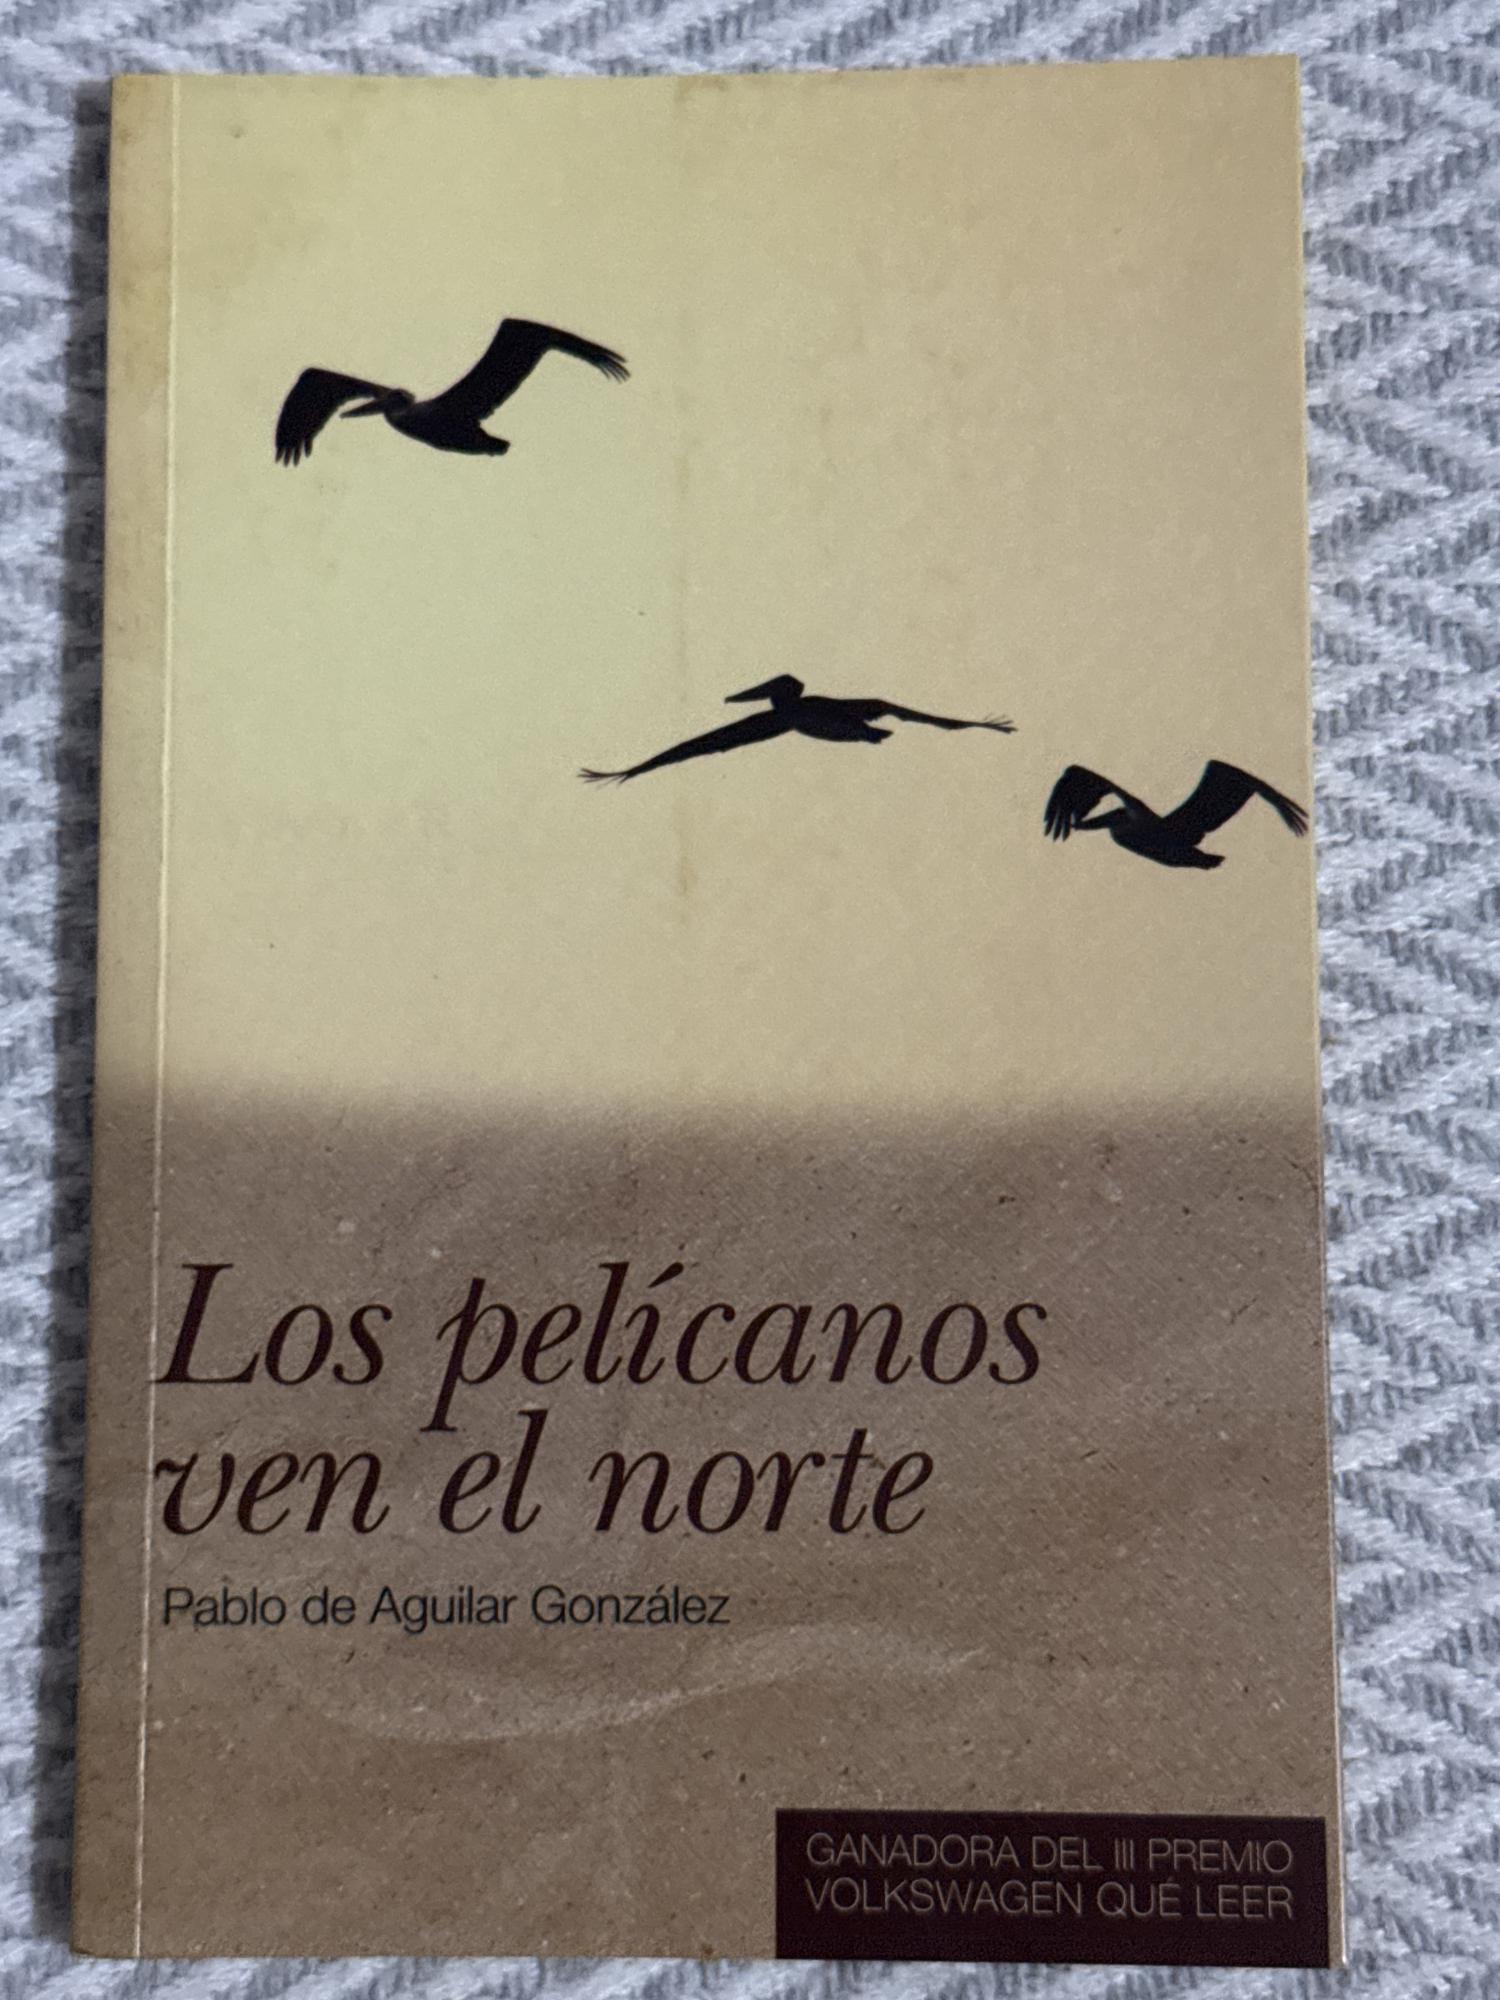 Los pelícanos
ven el norte
Pablo de Aguilar González
GANADORA DEL III PREMIO
VOLKSWAGEN QUÉ LEER